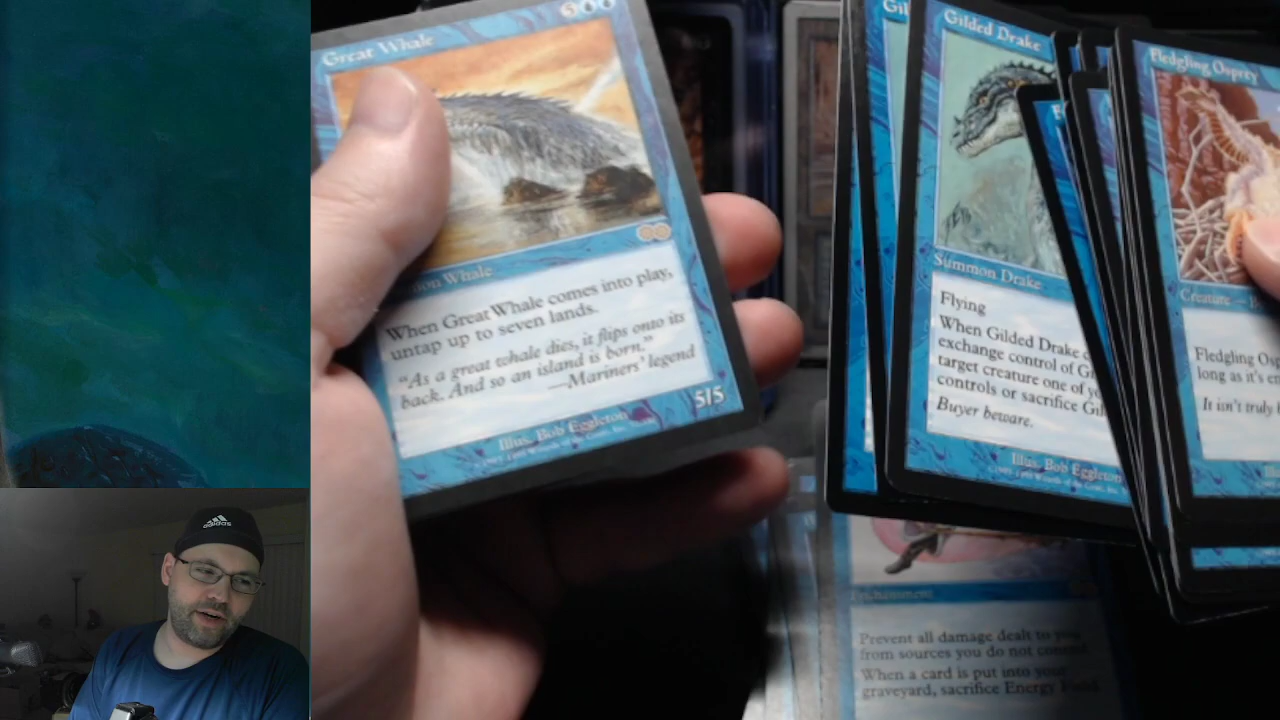 Great Whale
5
Whale
When Great Whale comes into play,
untap up to seven lands.
"As a great whale dies, it flips onto its
back. And so an island is born."
—Mariners' legend
5/5
Illus. Bob Eggleton
Gil
Gilded Drake
Summon Drake
Flying
When Gilded Drake
exchange control of
target creature one of
controls or sacrifice Gil
Buyer beware.
Illus. Bob Eggleton
Fledgling Osprey
Creature —
Fledgling
long as it's
It isn't truly
Enchantment
Prevent all damage dealt to you
from sources you do not control.
When a card is put into your
graveyard, sacrifice Energy
adidas